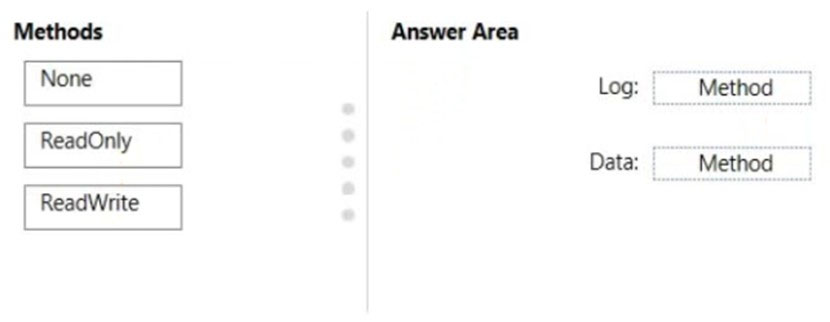 Methods
None
ReadOnly
ReadWrite
Answer Area
Log: Method
Data: Method